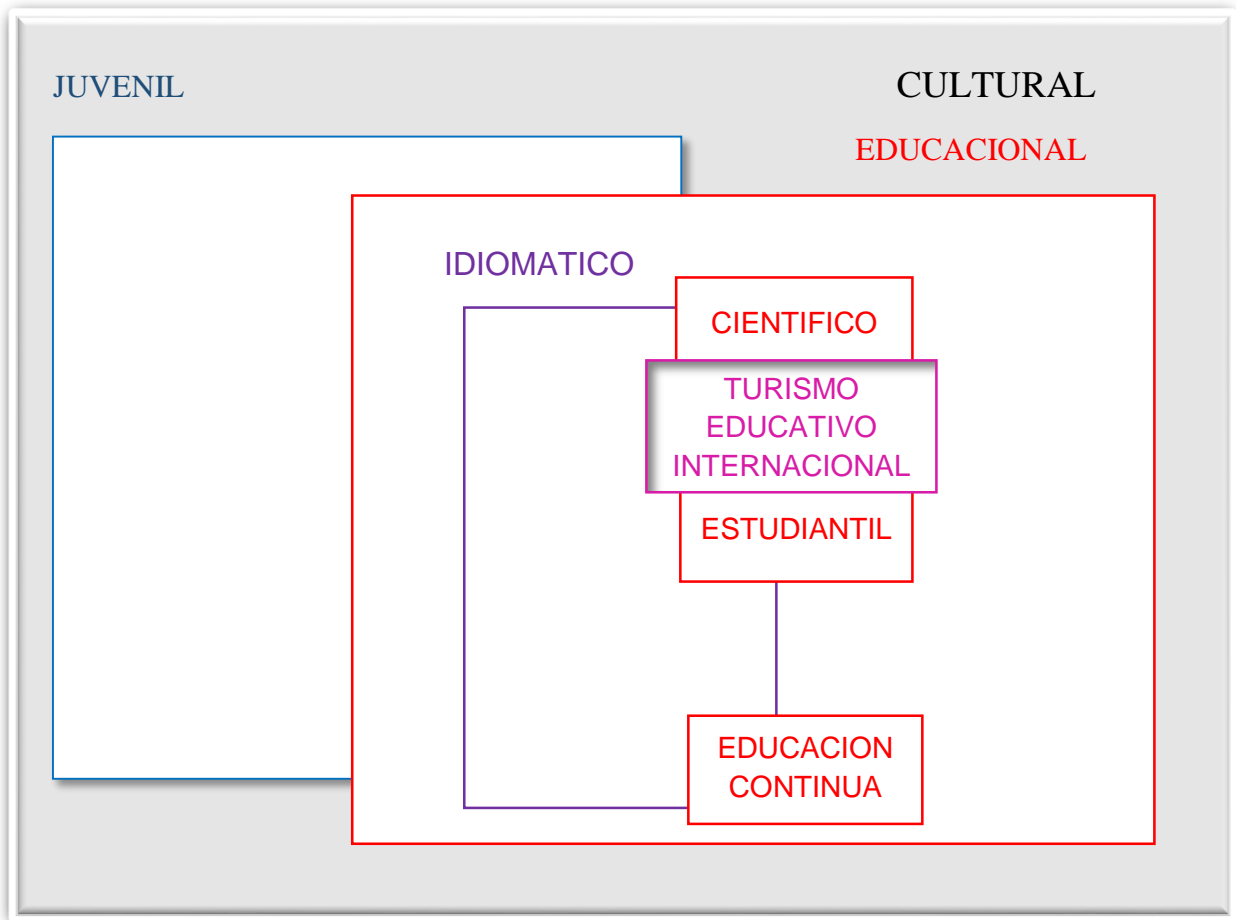 JUVENIL
CULTURAL
EDUCACIONAL
IDIOMATICO
CIENTIFICO
TURISMO
EDUCATIVO
INTERNACIONAL
ESTUDIANTIL
EDUCACION
CONTINUA